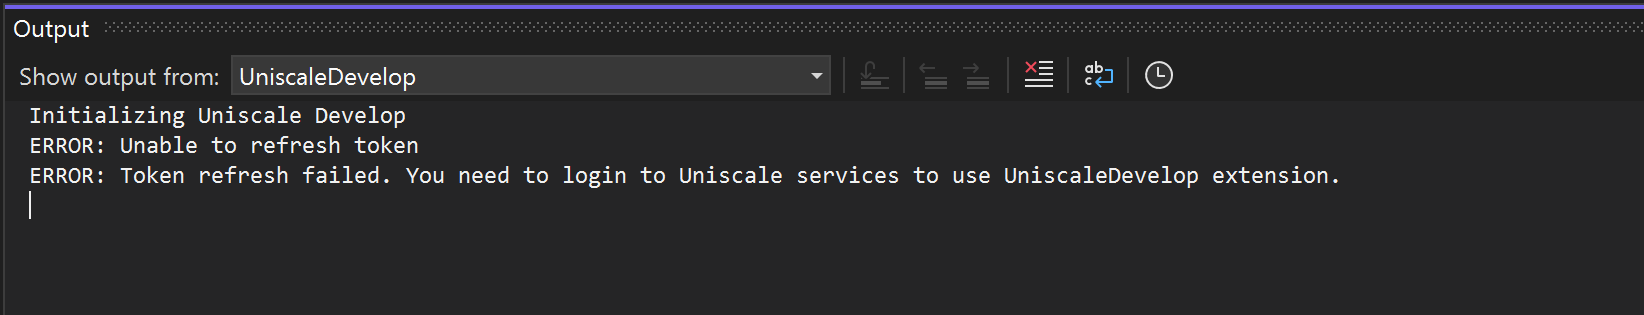 Output
Show output from: UniscaleDevelop
Initializing Uniscale Develop
ERROR: Unable to refresh token
ERROR: Token refresh failed. You need to login to Uniscale services to use UniscaleDevelop extension.